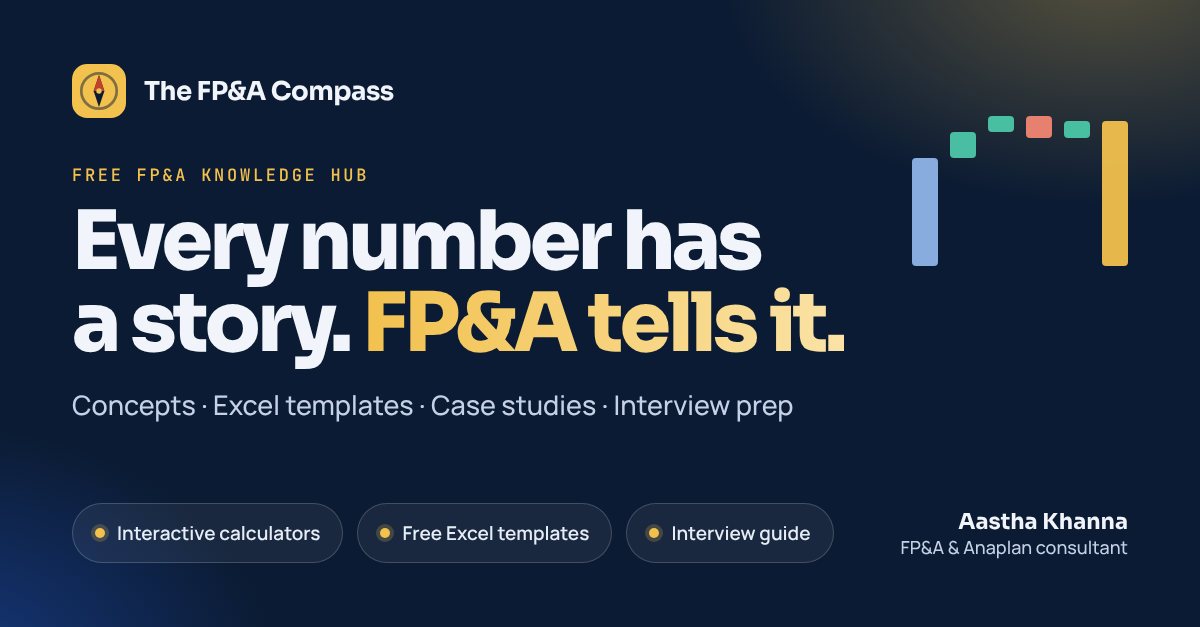 The FP&A Compass
FREE FP&A KNOWLEDGE HUB
Every number has
a story. FP&A tells it.
Concepts · Excel templates · Case studies · Interview prep
Interactive calculators
Free Excel templates
Interview guide
Aastha Khanna
FP&A & Anaplan consultant